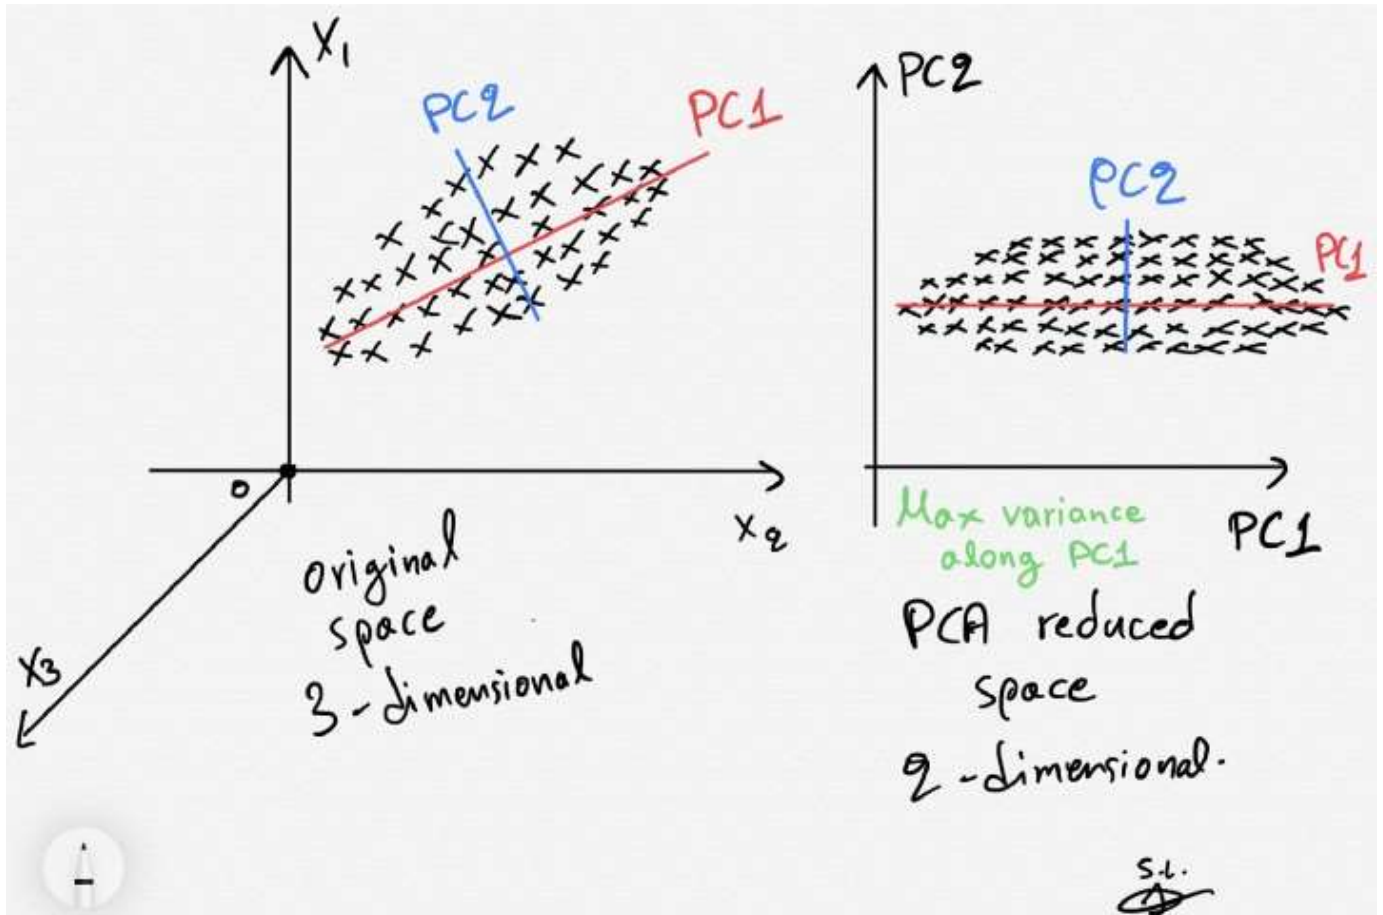 X₁
PC2
PC1
0
X₂
X3
original
space
3-dimensional
PC2
PC2
PC1
Max variance
along PC1
PC1
PCA reduced
space
2-dimensional.
S.L.